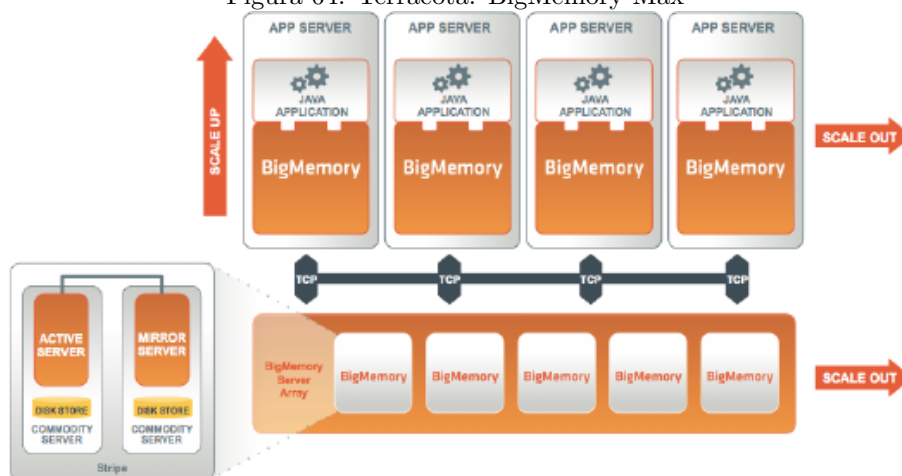 Figura 04: Terracota: BigMemory Max
APP SERVER
APP SERVER
APP SERVER
APP SERVER
SCALE UP
JAVA
APPLICATION
JAVA
APPLICATION
JAVA
APPLICATION
JAVA
APPLICATION
BigMemory
BigMemory
BigMemory
BigMemory
SCALE OUT
TCP
TCP
TCP
TCP
ACTIVE
SERVER
MIRROR
SERVER
DISK STORE
DISK STORE
COMMODITY
SERVER
COMMODITY
SERVER
Stripe
BigMemory
Server
Array
BigMemory
BigMemory
BigMemory
BigMemory
BigMemory
SCALE OUT